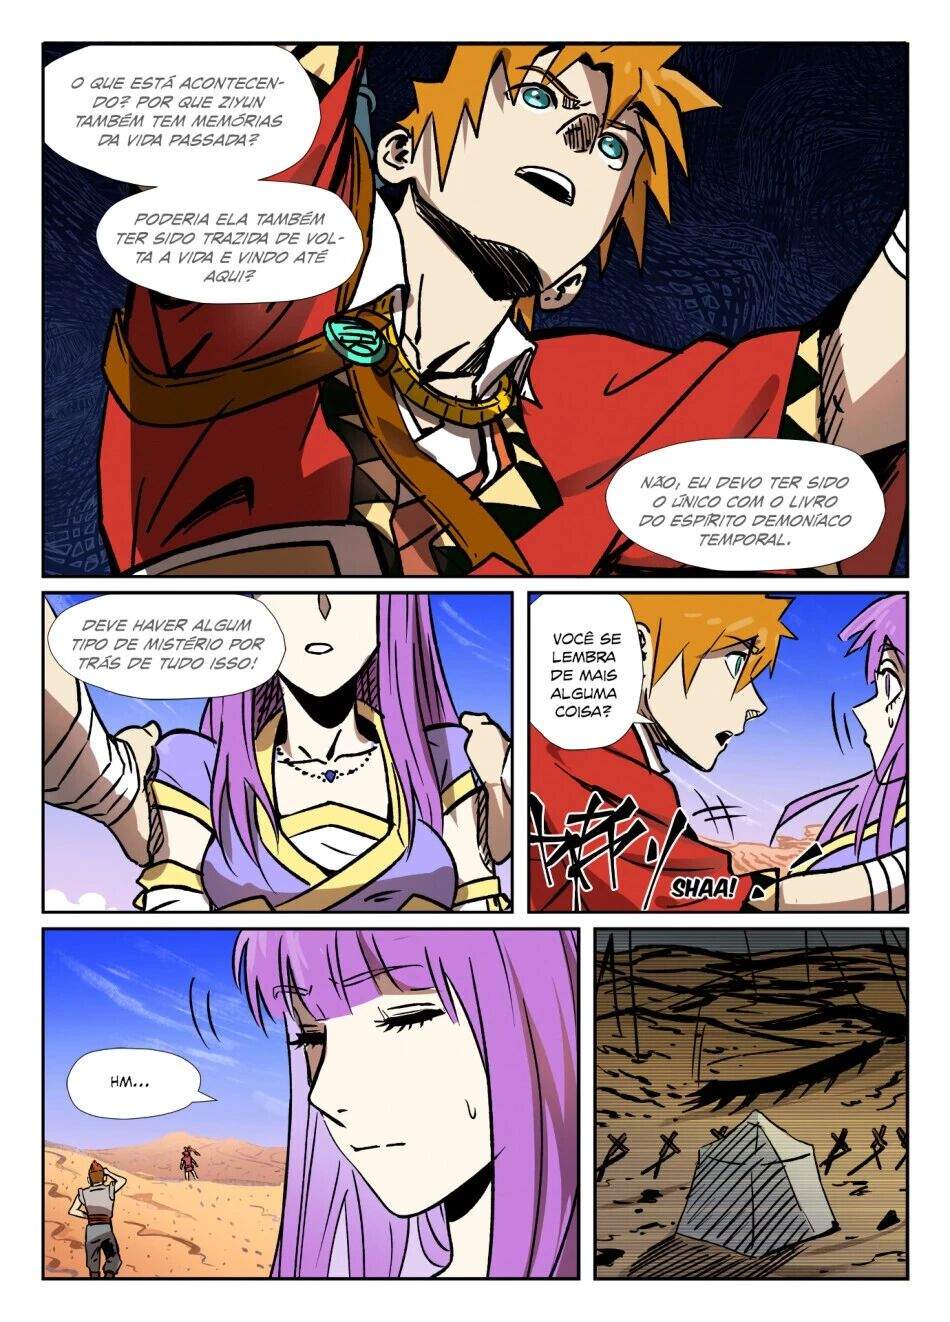 O QUE ESTÁ ACONTECEN-
DO? POR QUE ZIYUN
TAMBÉM TEM MEMÓRIAS
DA VIDA PASSADA?
PODERIA ELA TAMBÉM
TER SIDO TRAZIDA DE VOL-
TA A VIDA E VINDO ATÉ
AQUI?
NÃO, EU DEVO TER SIDO
O ÚNICO COM O LIVRO
DO ESPÍRITO DEMONÍACO
TEMPORAL.
DEVE HAVER ALGUM
TIPO DE MISTÉRIO POR
TRÁS DE TUDO ISSO!
VOCÊ SE
LEMBRA
DE MAIS
ALGUMA
COISA?
SHAA!
HM...